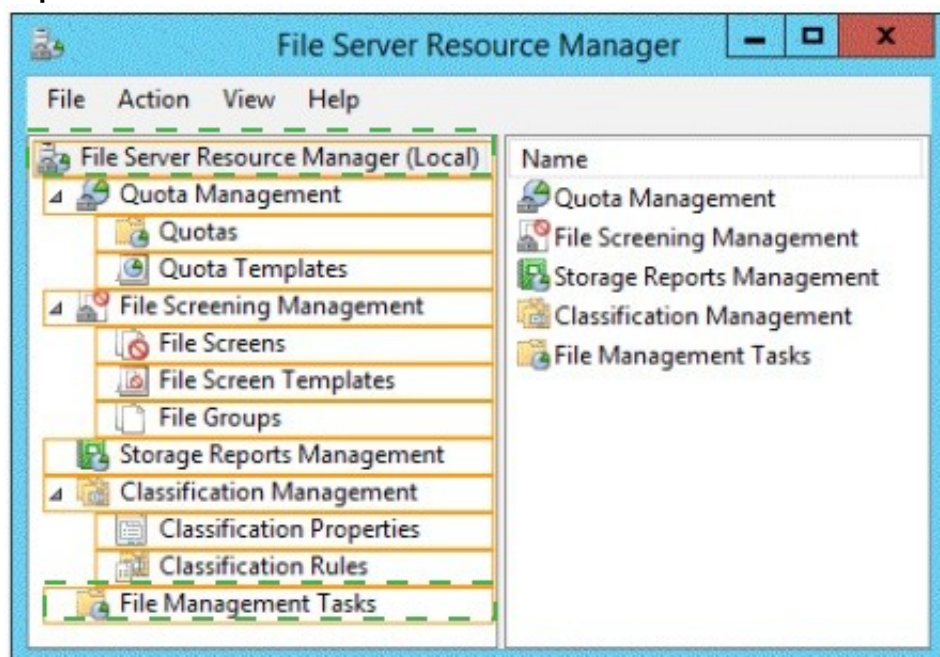 File Server Resource Manager
File Action View Help
File Server Resource Manager (Local)
Quota Management
Quotas
Quota Templates
File Screening Management
File Screens
File Screen Templates
File Groups
Storage Reports Management
Classification Management
Classification Properties
Classification Rules
File Management Tasks
Name
Quota Management
File Screening Management
Storage Reports Management
Classification Management
File Management Tasks